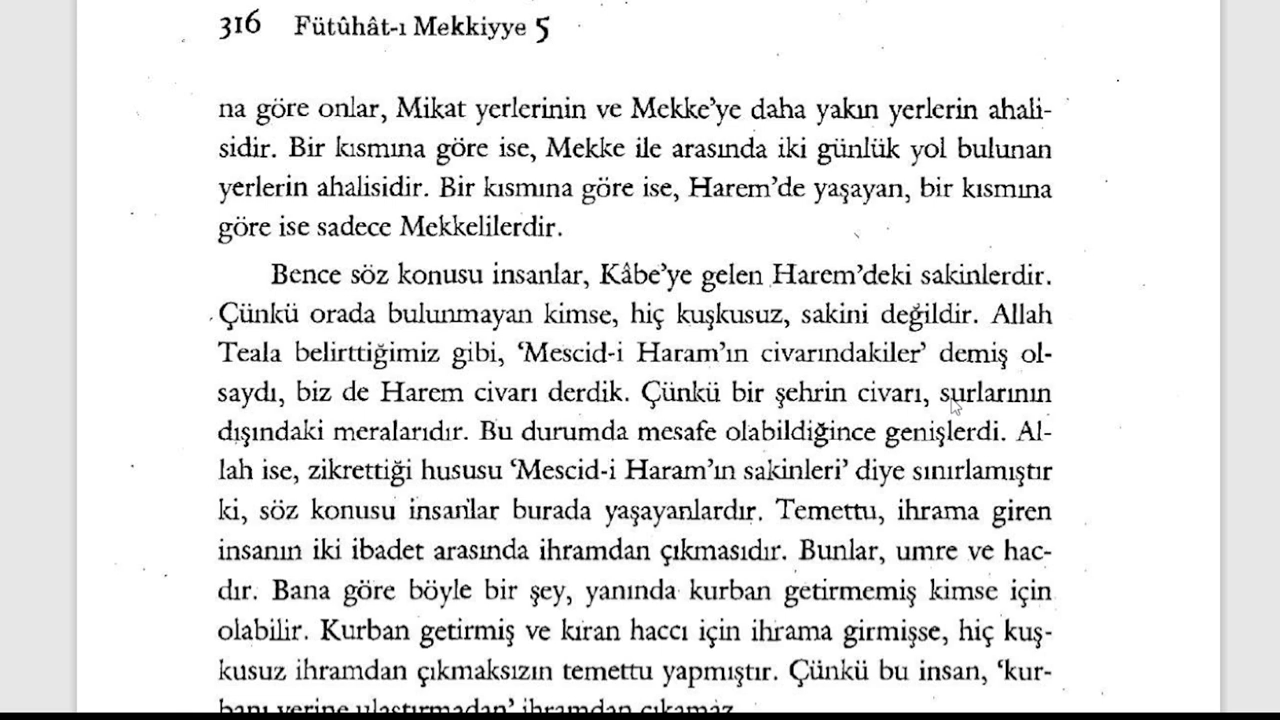 316 Fütûhât-ı Mekkiyye 5
na göre onlar, Mikat yerlerinin ve Mekke’ye daha yakın yerlerin ahali-
sidir. Bir kısmına göre ise, Mekke ile arasında iki günlük yol bulunan
yerlerin ahalisidir. Bir kısmına göre ise, Harem’de yaşayan, bir kısmına
göre ise sadece Mekkelilerdir.
Bence söz konusu insanlar, Kâbe’ye gelen Harem’deki sakinlerdir.
Çünkü orada bulunmayan kimse, hiç kuşkusuz, sakini değildir. Allah
Teala belirttiğimiz gibi, ‘Mescid-i Haram’ın civarındakiler’ demiş ol-
saydı, biz de Harem civarı derdik. Çünkü bir şehrin civarı, surlarının
dışındaki meralarıdır. Bu durumda mesafe olabildiğince genişlerdi. Al-
lah ise, zikrettiği hususu ‘Mescid-i Haram’ın sakinleri’ diye sınırlamıştır
ki, söz konusu insanlar burada yaşayanlardır. Temettu, ihrama giren
insanın iki ibadet arasında ihramdan çıkmasıdır. Bunlar, umre ve hac-
dır. Bana göre böyle bir şey, yanında kurban getirmemiş kimse için
olabilir. Kurban getirmiş ve kıran haccı için ihrama girmişse, hiç kuş-
kusuz ihramdan çıkmaksızın temettu yapmıştır. Çünkü bu insan, ‘kur-
banı yerine ulaştırmadan’ ihramdan çıkamaz.